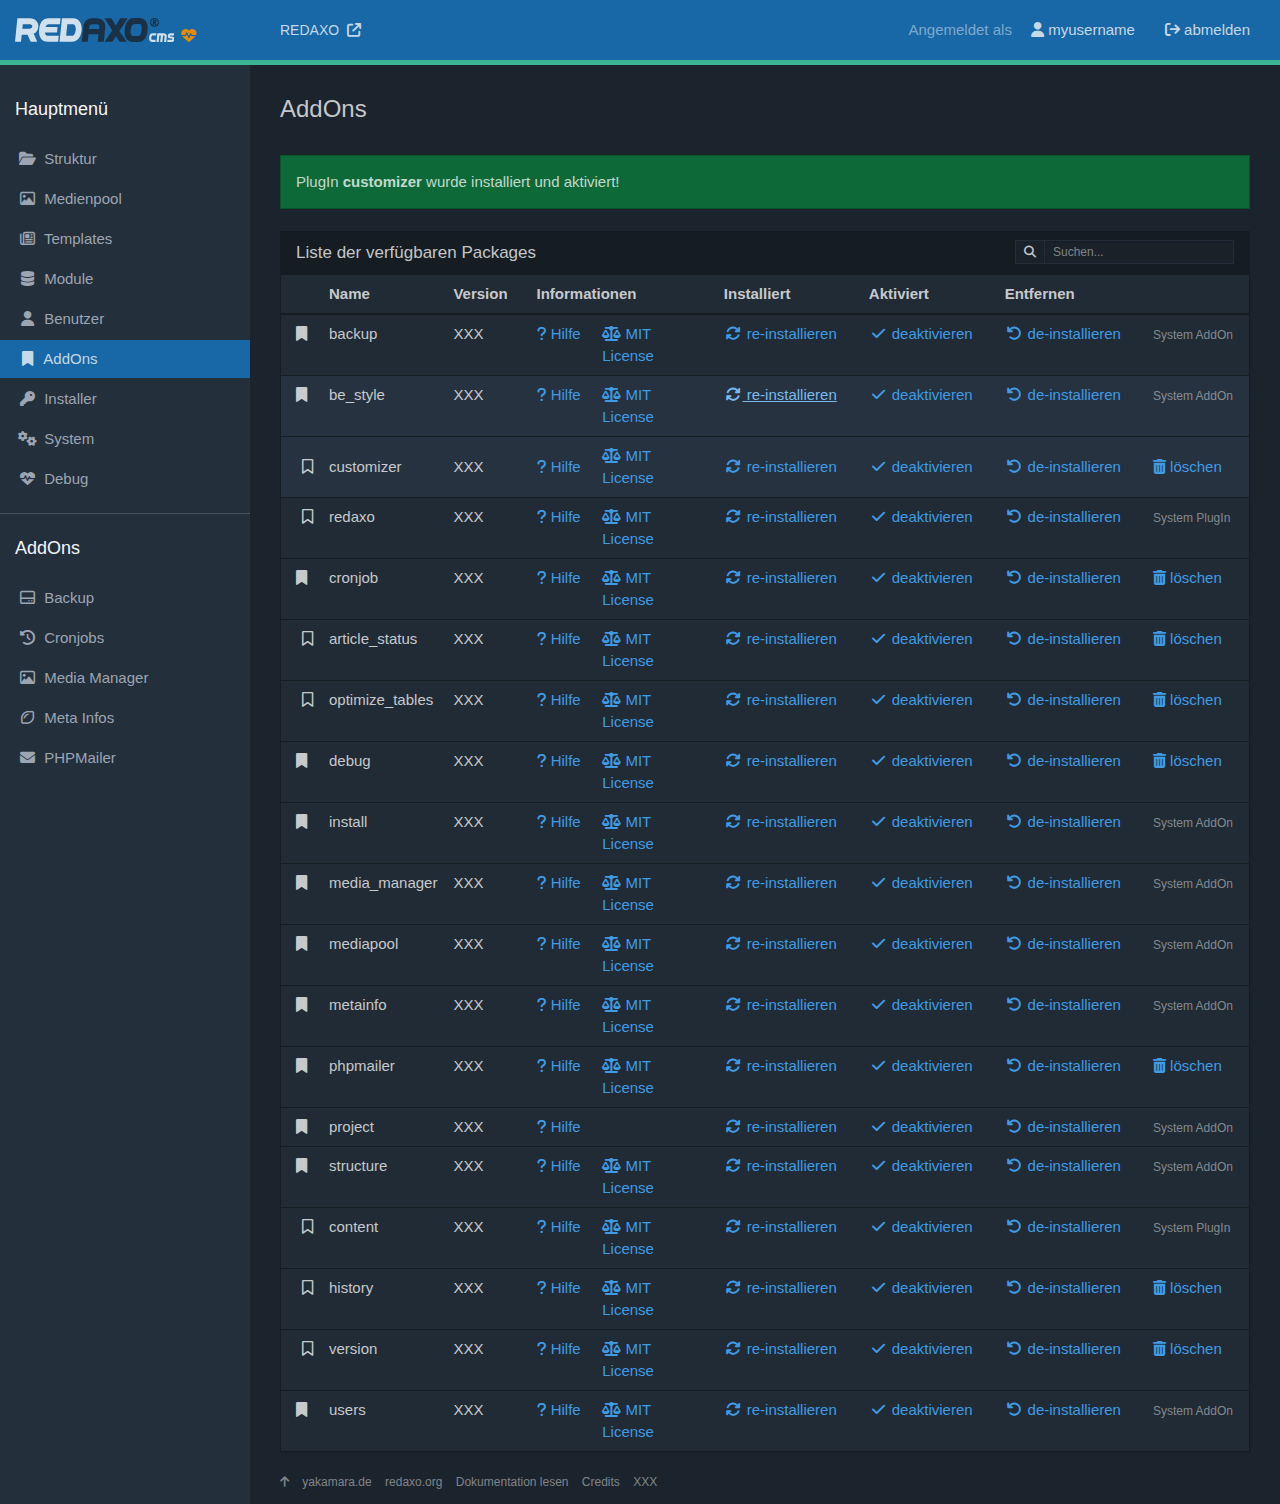 REDAXO® cms
REDAXO
Angemeldet als myusername abmelden
Hauptmenü
Struktur
Medienpool
Templates
Module
Benutzer
AddOns
Installer
System
Debug
AddOns
Backup
Cronjobs
Media Manager
Meta Infos
PHPMailer
AddOns
PlugIn customizer wurde installiert und aktiviert!
Liste der verfügbaren Packages Suchen...
Name Version Informationen Installiert Aktiviert Entfernen
backup XXX Hilfe MIT re-installieren deaktivieren de-installieren System AddOn
License
be_style XXX Hilfe MIT re-installieren deaktivieren de-installieren System AddOn
License
customizer XXX Hilfe MIT re-installieren deaktivieren de-installieren löschen
License
redaxo XXX Hilfe MIT re-installieren deaktivieren de-installieren System PlugIn
License
cronjob XXX Hilfe MIT re-installieren deaktivieren de-installieren löschen
License
article_status XXX Hilfe MIT re-installieren deaktivieren de-installieren löschen
License
optimize_tables XXX Hilfe MIT re-installieren deaktivieren de-installieren löschen
License
debug XXX Hilfe MIT re-installieren deaktivieren de-installieren löschen
License
install XXX Hilfe MIT re-installieren deaktivieren de-installieren System AddOn
License
media_manager XXX Hilfe MIT re-installieren deaktivieren de-installieren System AddOn
License
mediapool XXX Hilfe MIT re-installieren deaktivieren de-installieren System AddOn
License
metainfo XXX Hilfe MIT re-installieren deaktivieren de-installieren System AddOn
License
phpmailer XXX Hilfe MIT re-installieren deaktivieren de-installieren löschen
License
project XXX Hilfe re-installieren deaktivieren de-installieren System AddOn
structure XXX Hilfe MIT re-installieren deaktivieren de-installieren System AddOn
License
content XXX Hilfe MIT re-installieren deaktivieren de-installieren System PlugIn
License
history XXX Hilfe MIT re-installieren deaktivieren de-installieren löschen
License
version XXX Hilfe MIT re-installieren deaktivieren de-installieren löschen
License
users XXX Hilfe MIT re-installieren deaktivieren de-installieren System AddOn
License
yakamara.de redaxo.org Dokumentation lesen Credits XXX